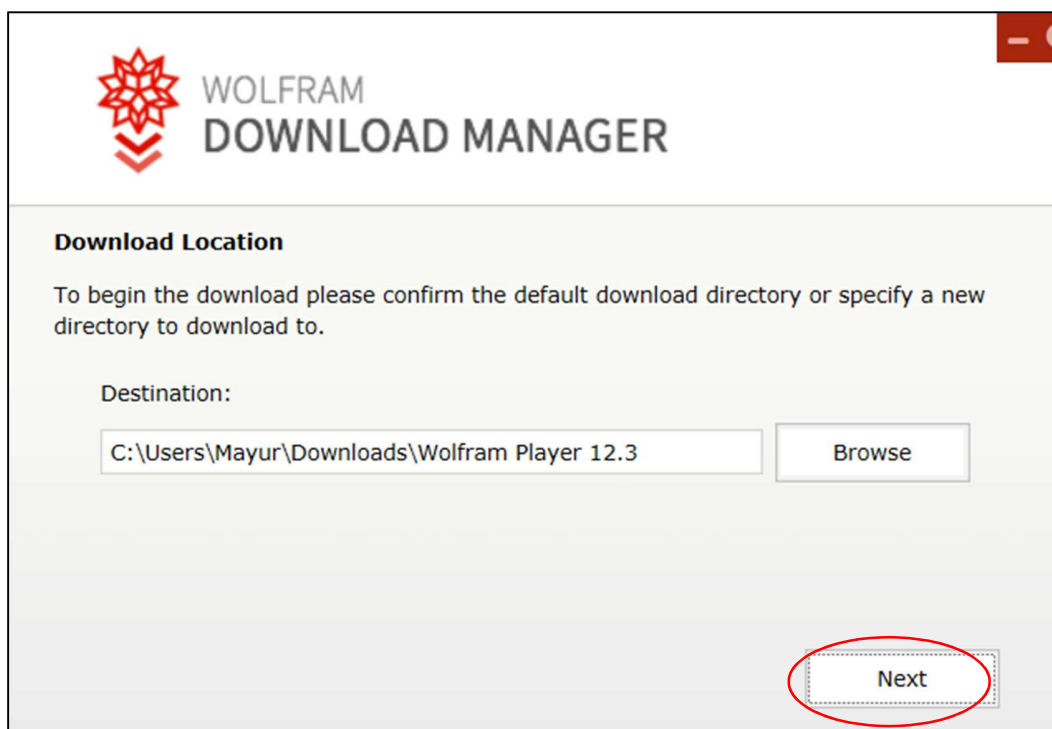 WOLFRAM
DOWNLOAD MANAGER
Download Location
To begin the download please confirm the default download directory or specify a new
directory to download to.
Destination:
C:\Users\Mayur\Downloads\Wolfram Player 12.3
Browse
Next